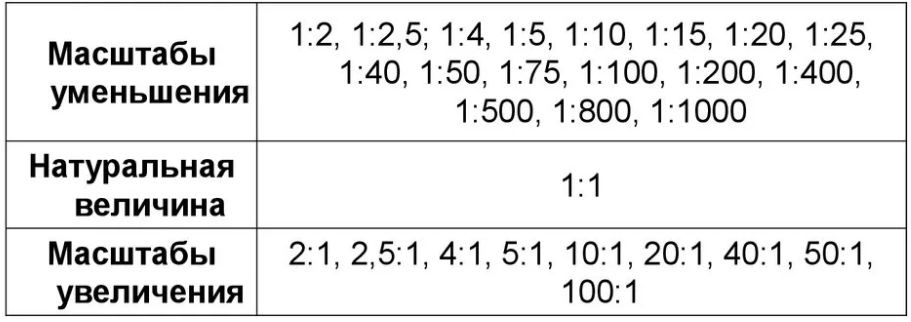 Масштабы
уменьшения
1:2, 1:2,5; 1:4, 1:5, 1:10, 1:15, 1:20, 1:25,
1:40, 1:50, 1:75, 1:100, 1:200, 1:400,
1:500, 1:800, 1:1000
Натуральная
величина
1:1
Масштабы
увеличения
2:1, 2,5:1, 4:1, 5:1, 10:1, 20:1, 40:1, 50:1,
100:1